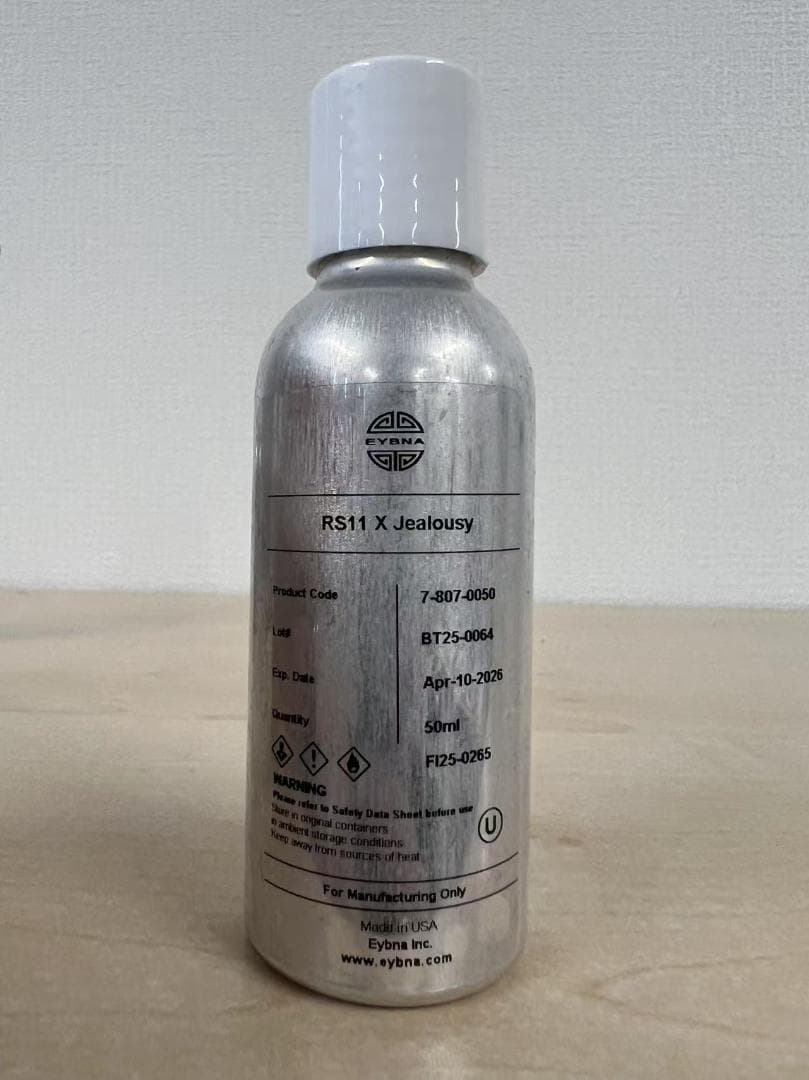 EYBNA
RS11 X Jealousy
Product Code 7-807-0050
Lot# BT25-0064
Exp. Date Apr-10-2026
Quantity 50ml
FI25-0265
WARNING
Please refer to Safety Data Sheet before use
Store in original containers
in ambient storage conditions
Keep away from sources of heat
U
For Manufacturing Only
Made in USA
Eybna Inc.
www.eybna.com